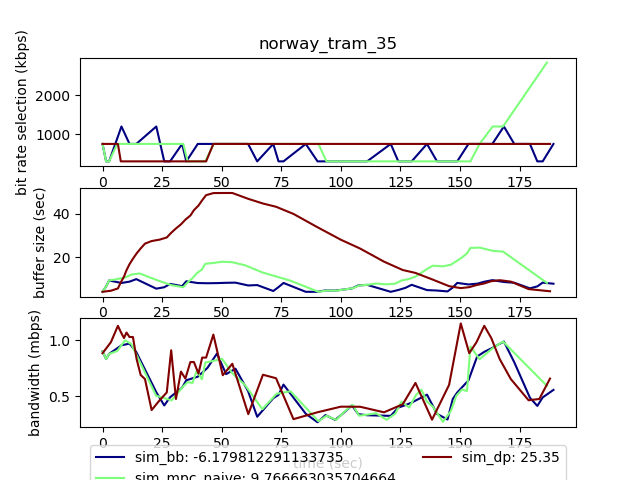 norway_tram_35
bit rate selection (kbps)
2000
1000
0 25 50 75 100 125 150 175
buffer size (sec)
40
20
0 25 50 75 100 125 150 175
bandwidth (mbps)
1.0
0.5
0 25 50 75 100 125 150 175
time (sec)
sim_bb: -6.179812291133735 sim_dp: 25.35
sim_mpc_naive: 9.766663035704664